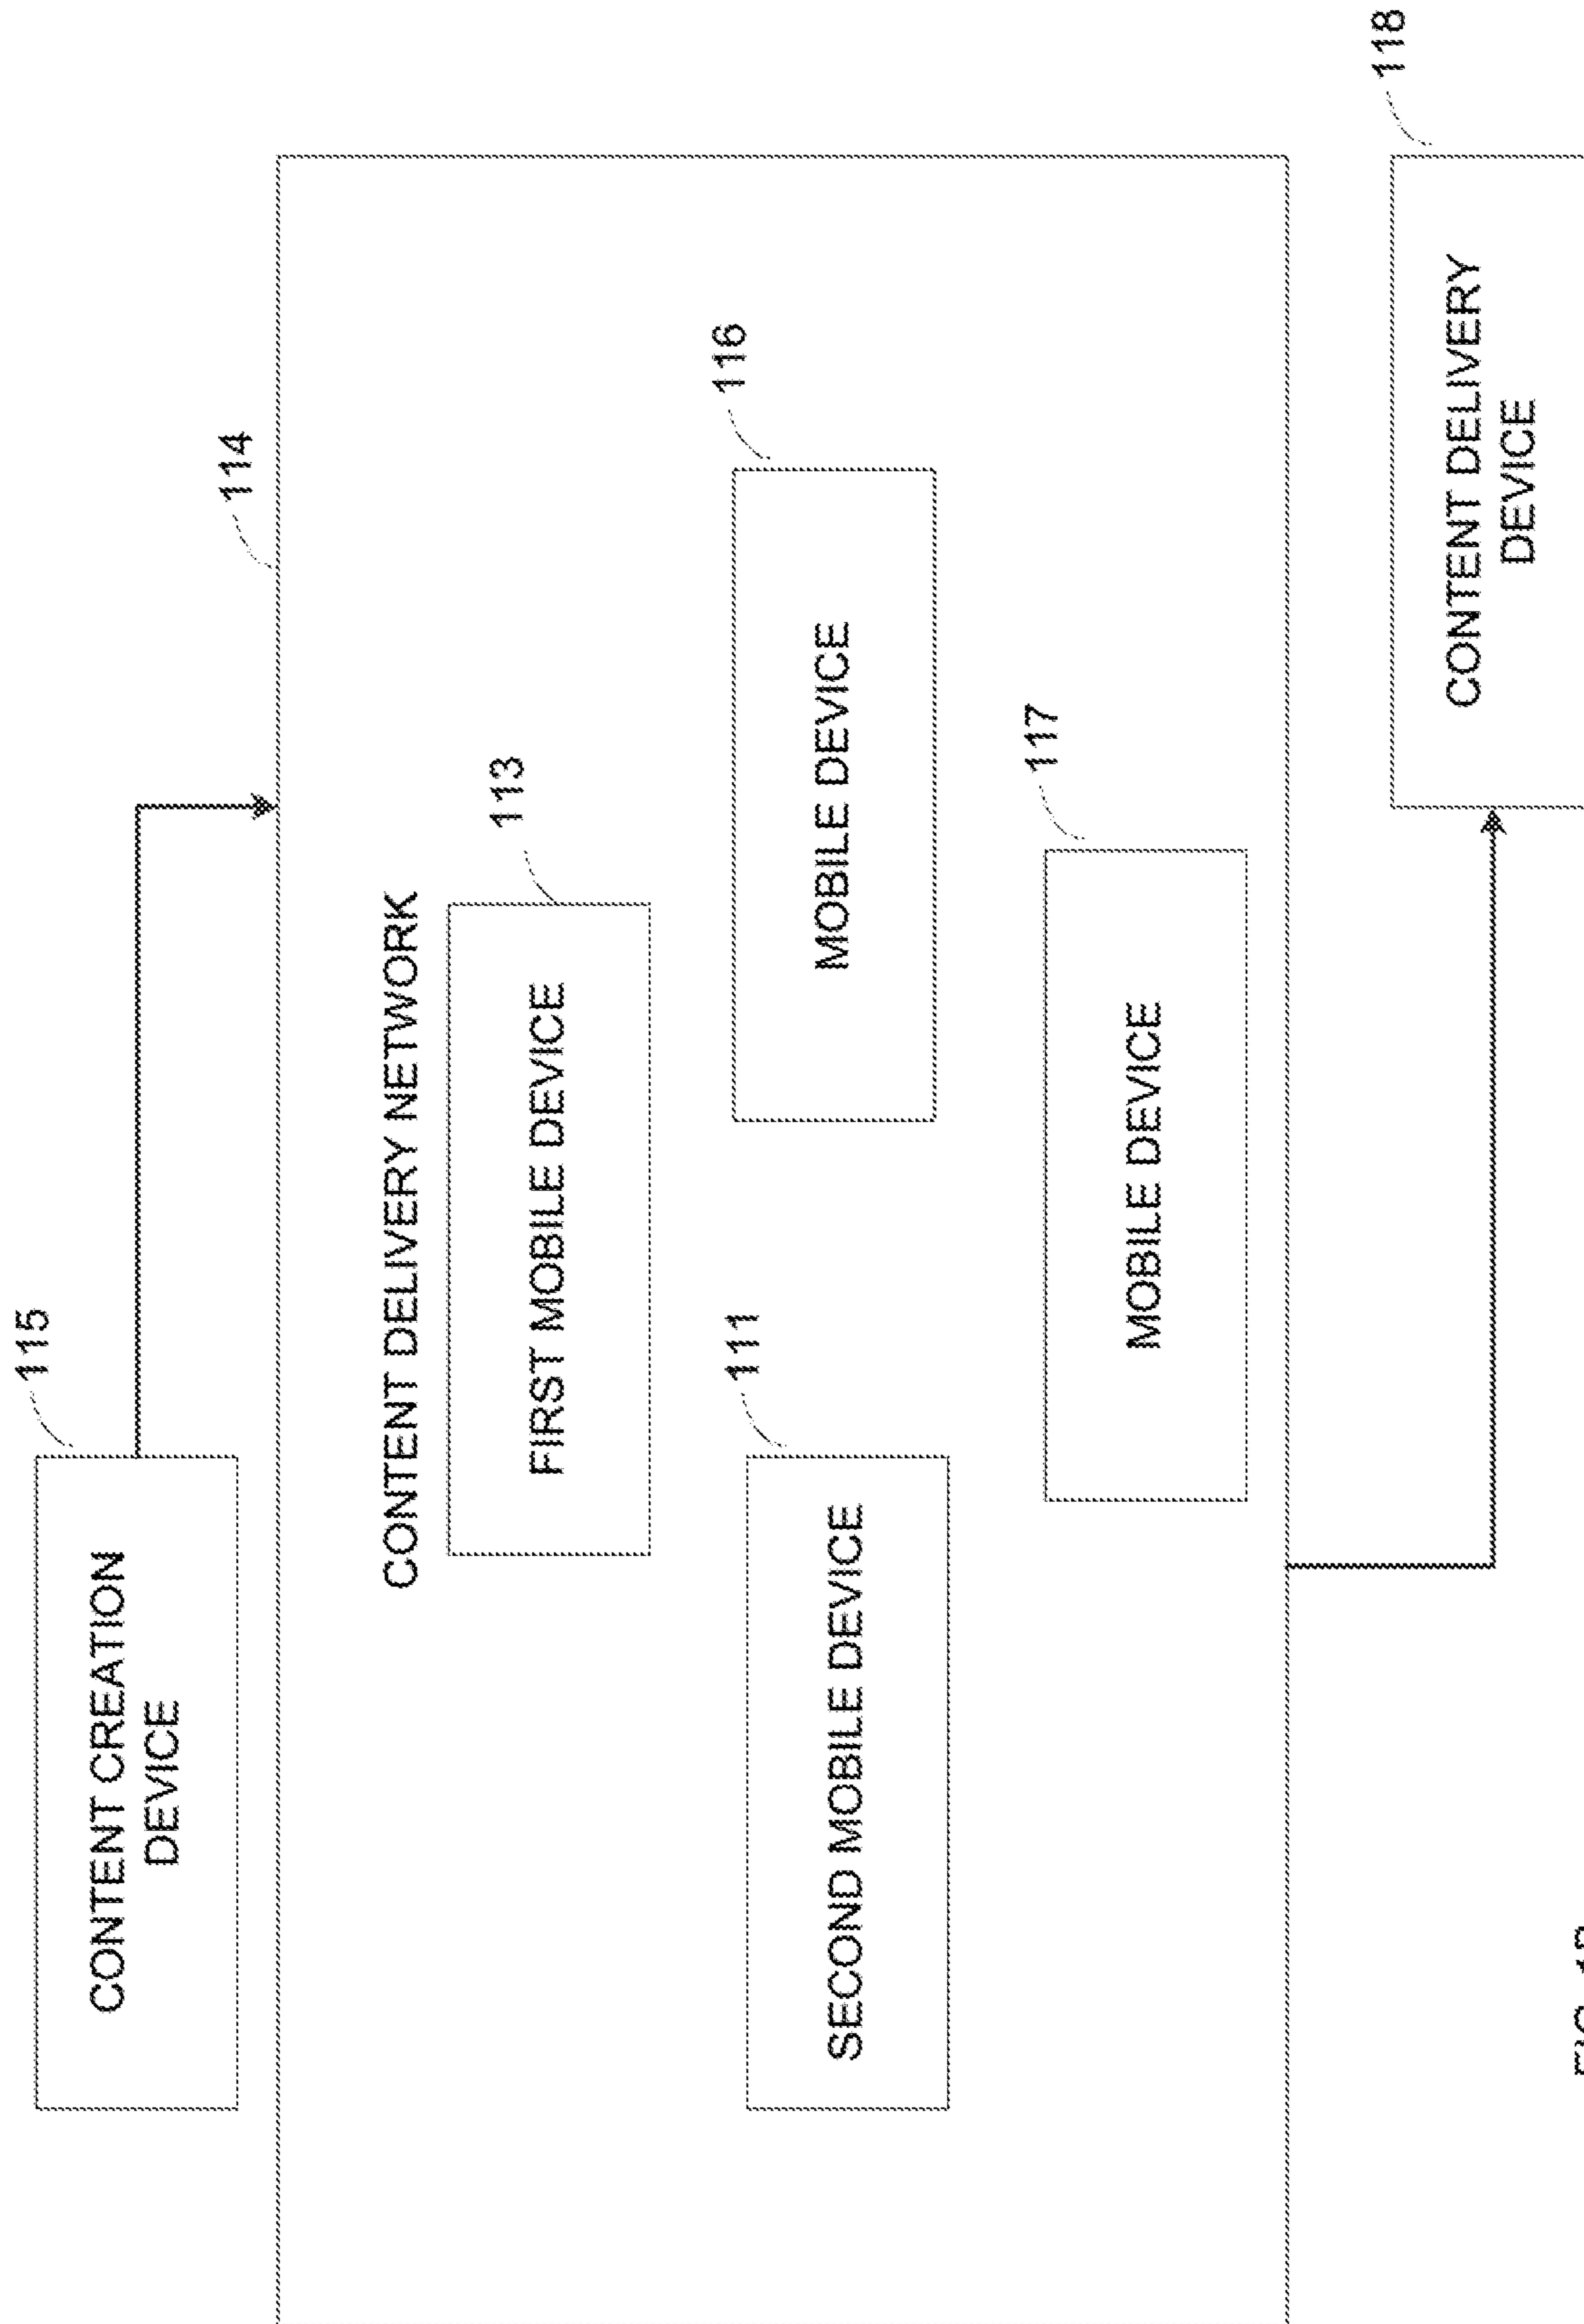 115
CONTENT CREATION
DEVICE
114
CONTENT DELIVERY NETWORK
113
FIRST MOBILE DEVICE
111
SECOND MOBILE DEVICE
116
MOBILE DEVICE
117
MOBILE DEVICE
118
CONTENT DELIVERY
DEVICE